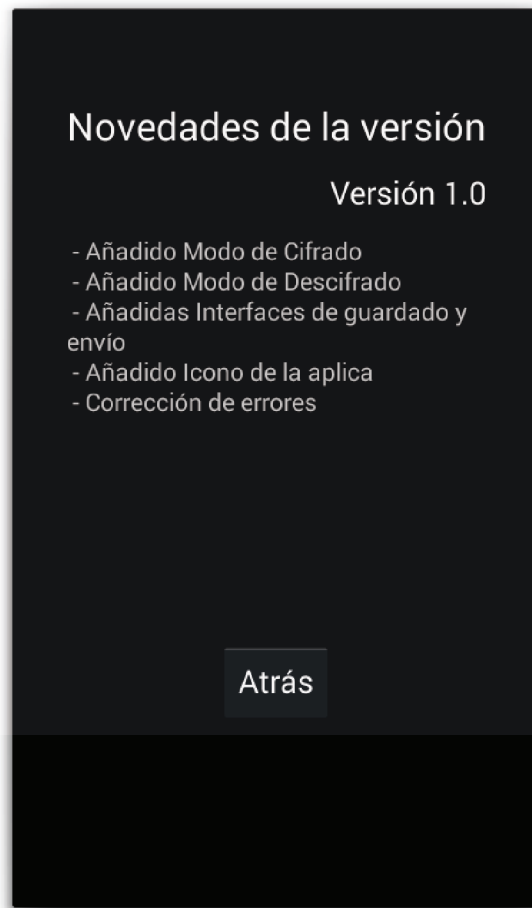 Novedades de la versión
Versión 1.0
- Añadido Modo de Cifrado
- Añadido Modo de Descifrado
- Añadidas Interfaces de guardado y
envío
- Añadido Icono de la aplica
- Corrección de errores
Atrás